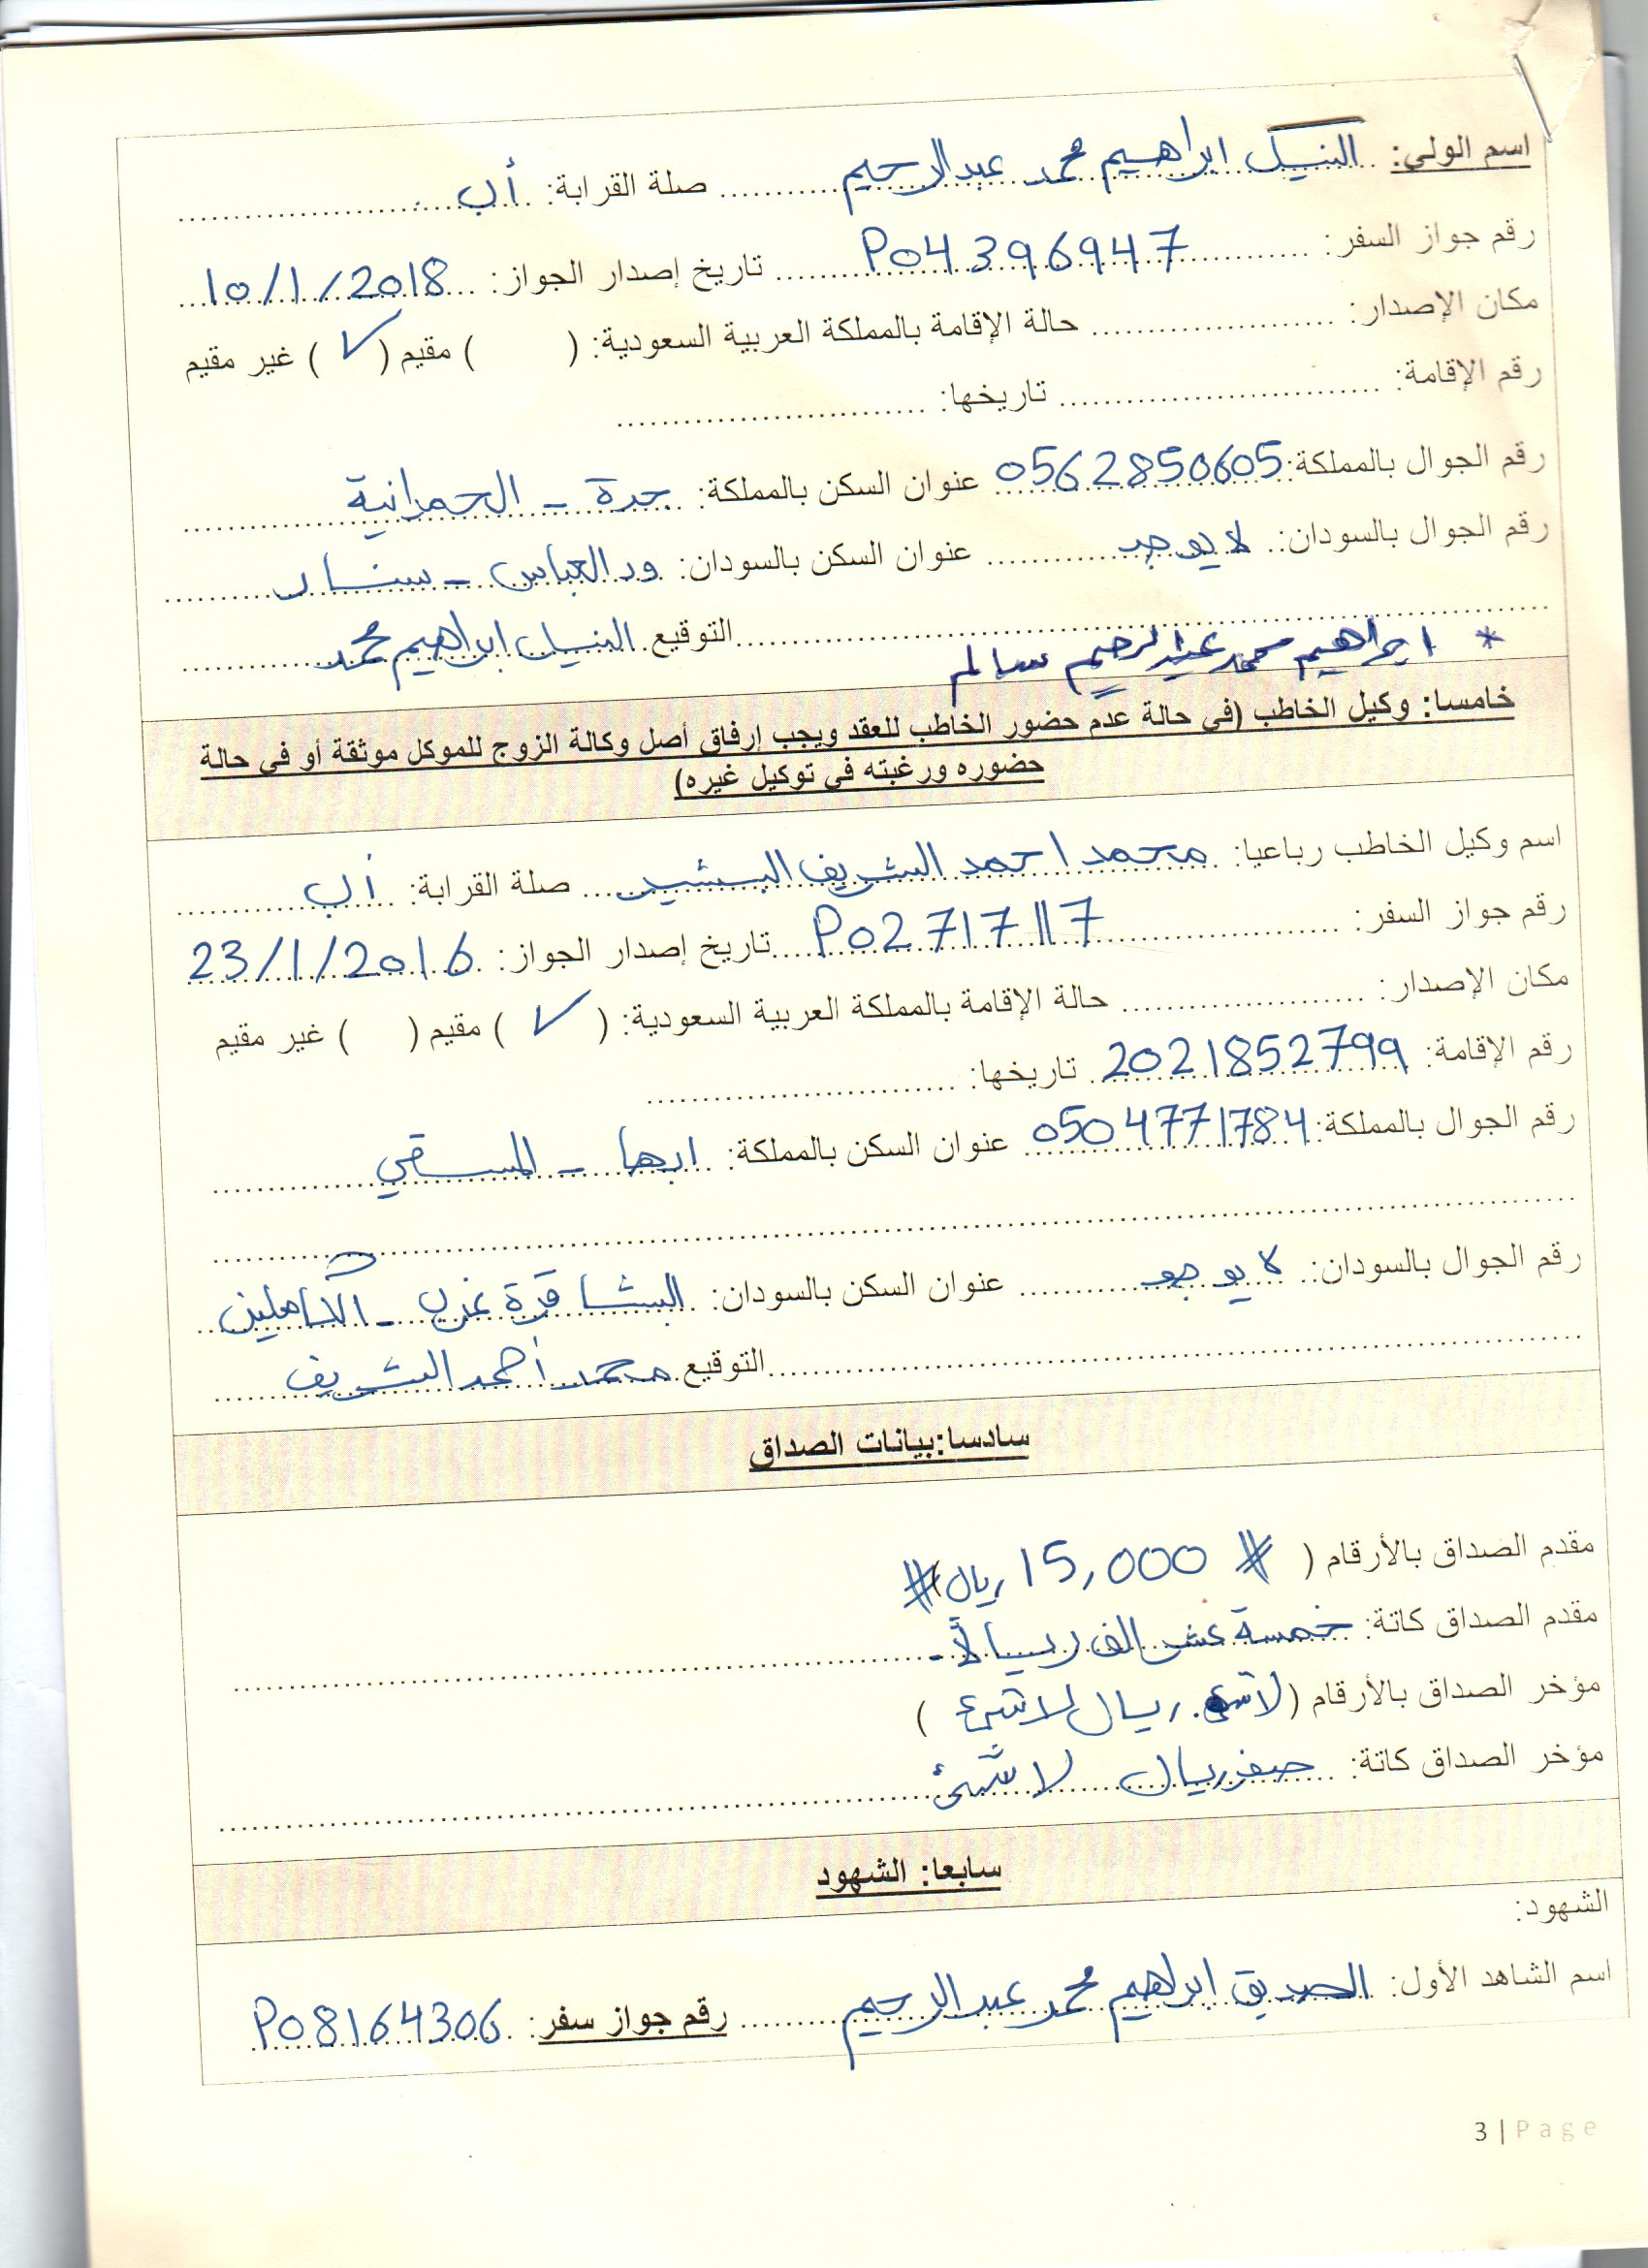 اسم الولي: النيل ابراهيم محمد عبدالرحيم صلة القرابة: أب
رقم جواز السفر: P04396947 تاريخ إصدار الجواز: 10/1/2018
مكان الإصدار: حالة الإقامة بالمملكة العربية السعودية: ( ) مقيم (✓) غير مقيم
رقم الإقامة: تاريخها:
رقم الجوال بالمملكة: 0562850605 عنوان السكن بالمملكة: جدة - الحمدانية
رقم الجوال بالسودان: لا يوجد عنوان السكن بالسودان: ود العباس - سنار
* ابراهيم محمد عبدالرحيم سالم التوقيع النيل ابراهيم محمد
خامسا: وكيل الخاطب (في حالة عدم حضور الخاطب للعقد ويجب إرفاق أصل وكالة الزوج للموكل موثقة أو في حالة
حضوره ورغبته في توكيل غيره)
اسم وكيل الخاطب رباعيا: محمد احمد الشريف البشير صلة القرابة: أب
رقم جواز السفر: P02717117 تاريخ إصدار الجواز: 23/1/2016
مكان الإصدار: حالة الإقامة بالمملكة العربية السعودية: (✓) مقيم ( ) غير مقيم
رقم الإقامة: 2021852799 تاريخها:
رقم الجوال بالمملكة: 0504771784 عنوان السكن بالمملكة: ابها - المسقي
رقم الجوال بالسودان: لا يوجد عنوان السكن بالسودان: البشاقرة غرب - الكاملين
التوقيع محمد أحمد الشريف
سادسا:بيانات الصداق
مقدم الصداق بالأرقام ( # 15,000 ريال #)
مقدم الصداق كاتة: خمسة عشر الف ريالاً -
مؤخر الصداق بالأرقام (لا شئ. ريال لا شئ )
مؤخر الصداق كاتة: صفر ريال لا شئ
سابعا: الشهود
الشهود:
اسم الشاهد الأول: الصديق ابراهيم محمد عبد الرحيم رقم جواز سفر: P08164306
3 | Page